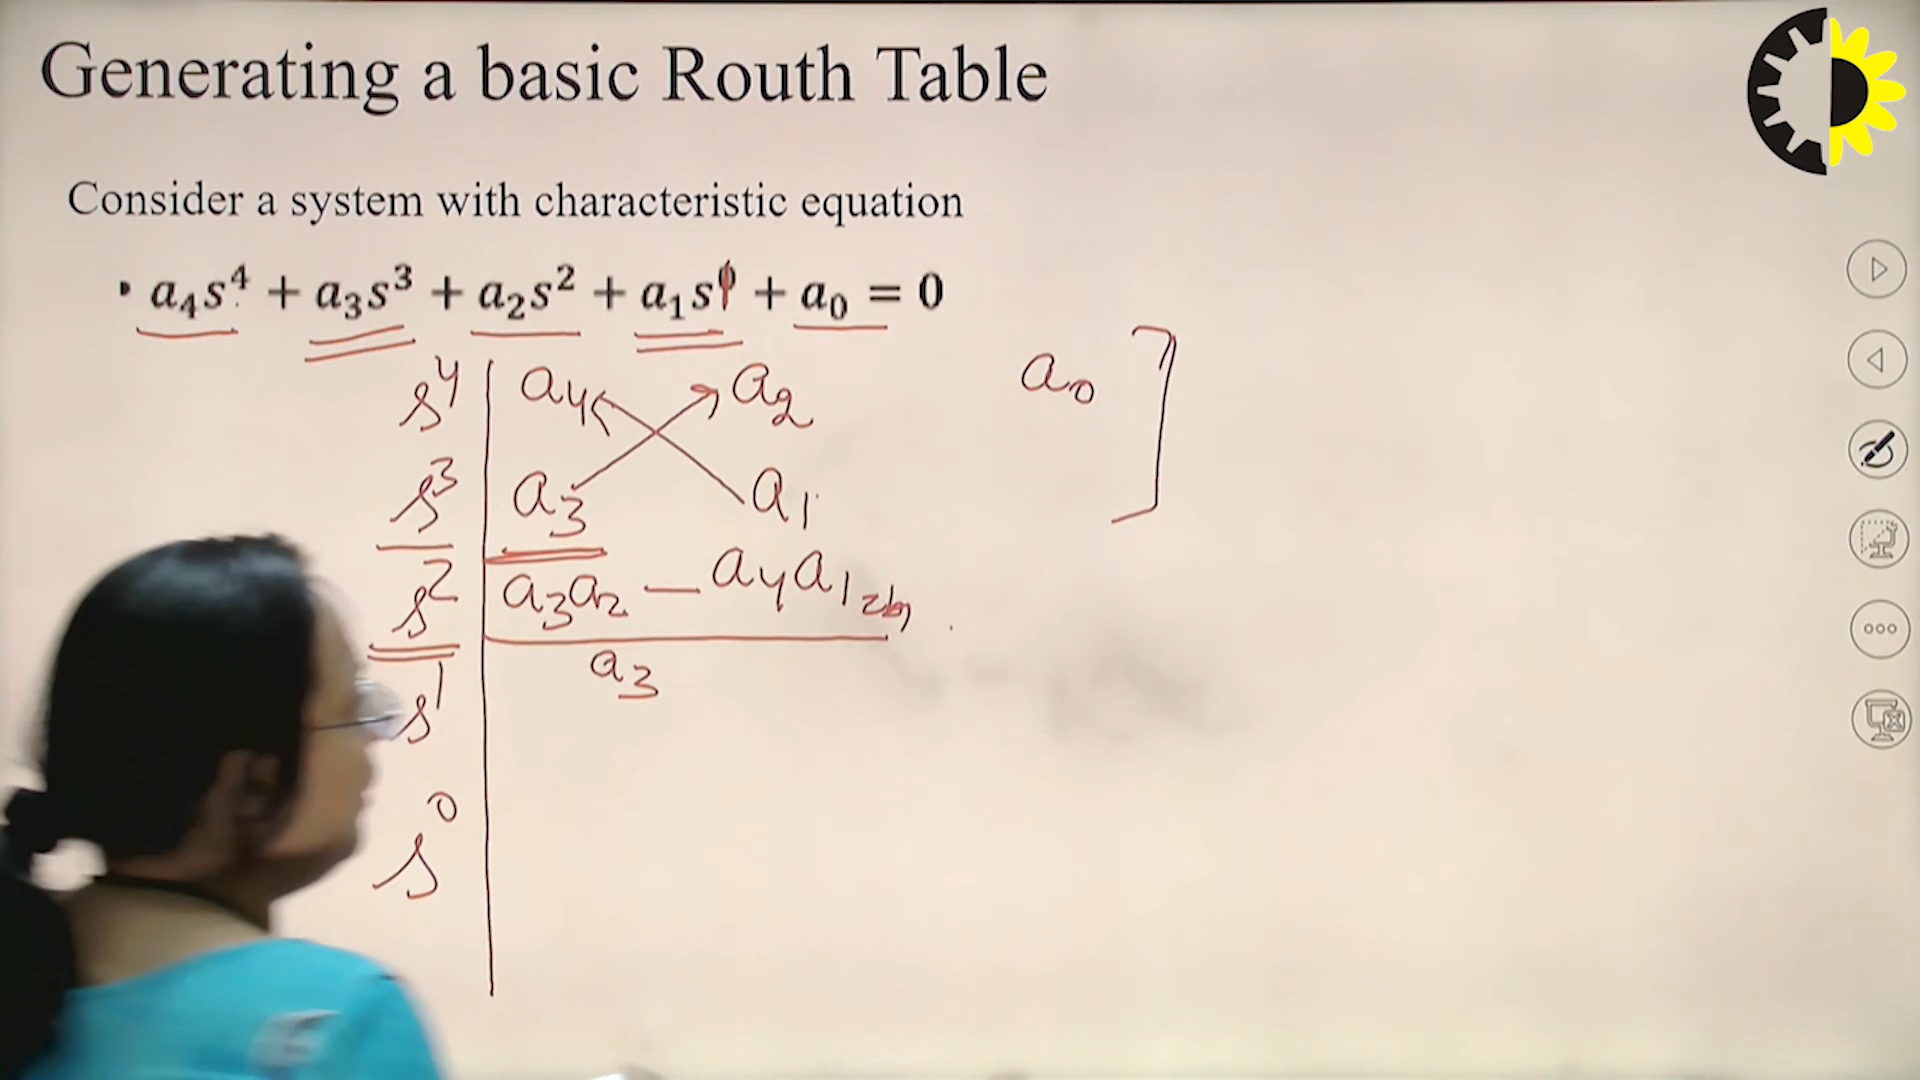 Generating a basic Routh Table
Consider a system with characteristic equation
• a₄s⁴ + a₃s³ + a₂s² + a₁s¹ + a₀ = 0
s⁴ a₄ a₂ a₀
s³ a₃ a₁
s² a₃a₂ — a₄a₁ = b₁
a₃
s¹
s⁰